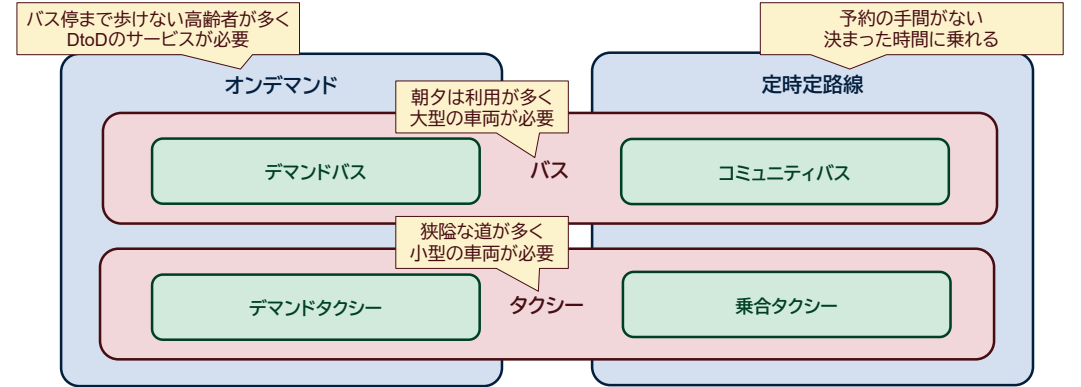 バス停まで歩けない高齢者が多く
DtoDのサービスが必要
予約の手間がない
決まった時間に乗れる
オンデマンド
定時定路線
朝夕は利用が多く
大型の車両が必要
デマンドバス
バス
コミュニティバス
狭隘な道が多く
小型の車両が必要
デマンドタクシー
タクシー
乗合タクシー